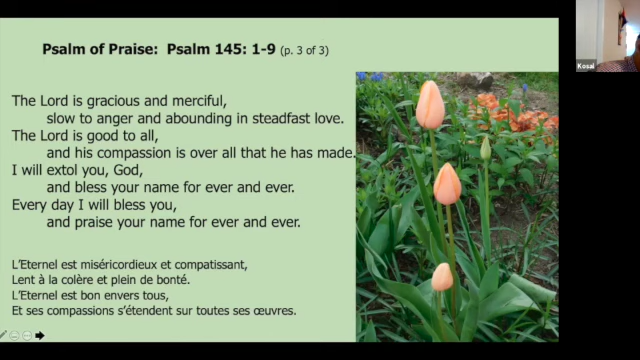 Psalm of Praise: Psalm 145: 1-9 (p. 3 of 3)
The Lord is gracious and merciful,
slow to anger and abounding in steadfast love.
The Lord is good to all,
and his compassion is over all that he has made.
I will extol you, God,
and bless your name for ever and ever.
Every day I will bless you,
and praise your name for ever and ever.
L’Eternel est miséricordieux et compatissant,
Lent à la colère et plein de bonté.
L’Eternel est bon envers tous,
Et ses compassions s’étendent sur toutes ses œuvres.
Kosai